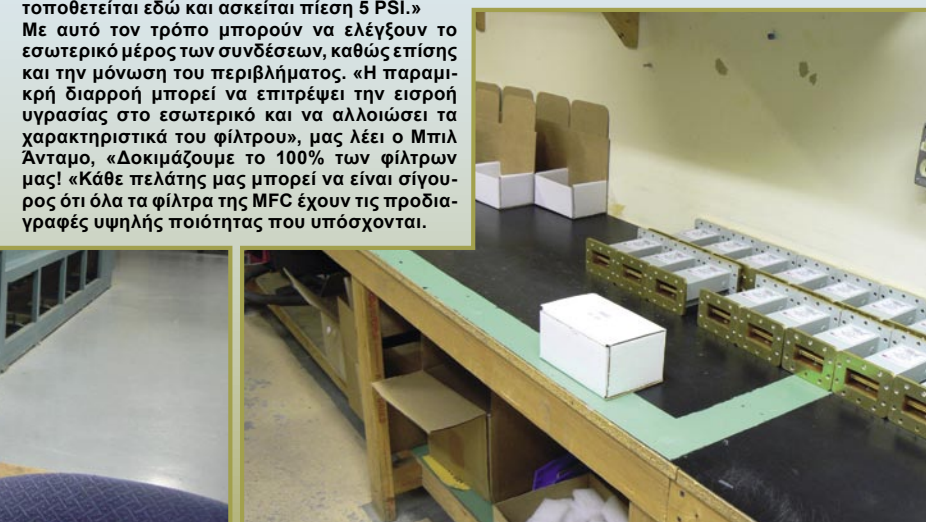 τοποθετείται εδώ και ασκείται πίεση 5 PSI.»
Με αυτό τον τρόπο μπορούν να ελέγξουν το
εσωτερικό μέρος των συνδέσεων, καθώς επίσης
και την μόνωση του περιβλήματος. «Η παραμι-
κρή διαρροή μπορεί να επιτρέψει την εισροή
υγρασίας στο εσωτερικό και να αλλοιώσει τα
χαρακτηριστικά του φίλτρου», μας λέει ο Μπιλ
Άνταμο, «Δοκιμάζουμε το 100% των φίλτρων
μας! «Κάθε πελάτης μας μπορεί να είναι σίγου-
ρος ότι όλα τα φίλτρα της MFC έχουν τις προδια-
γραφές υψηλής ποιότητας που υπόσχονται.